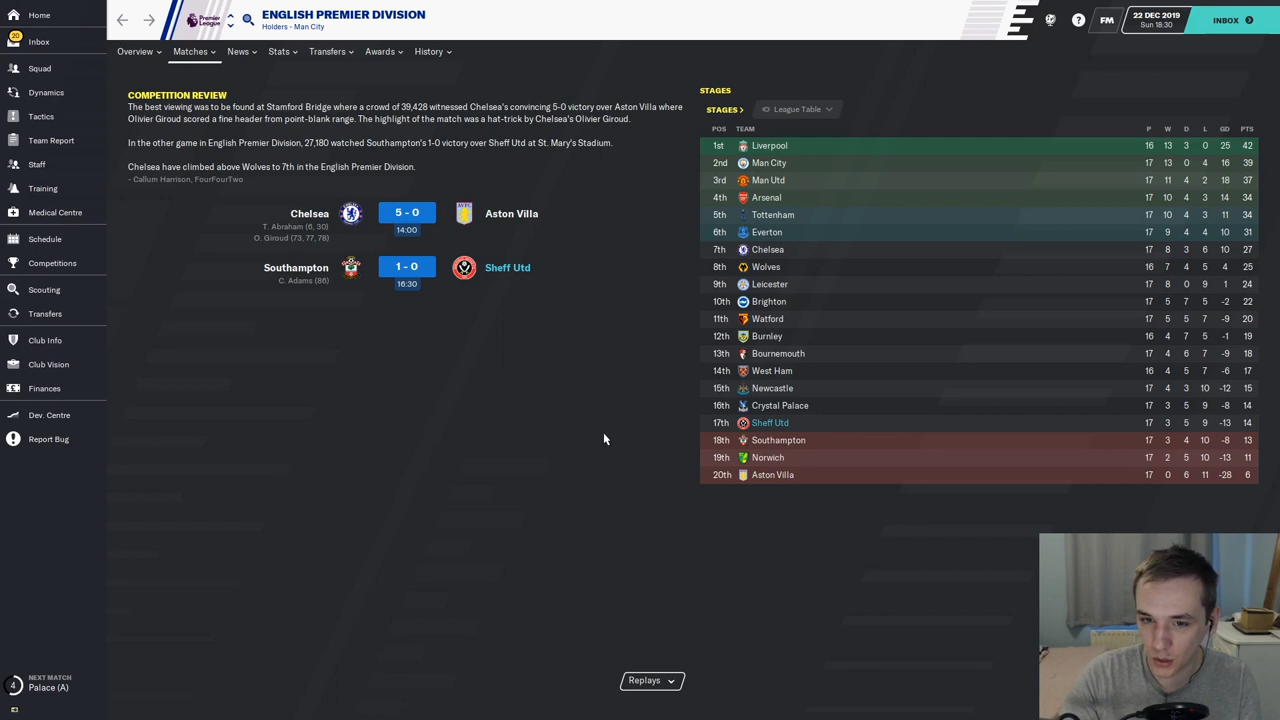 Home
20
Inbox
Squad
Dynamics
Tactics
Team Report
Staff
Training
Medical Centre
Schedule
Competitions
Scouting
Transfers
Club Info
Club Vision
Finances
Dev. Centre
Report Bug
4 NEXT MATCH
Palace (A)
Premier League
ENGLISH PREMIER DIVISION
Holders - Man City
? FM
22 DEC 2019
Sun 18:30
INBOX
Overview Matches News Stats Transfers Awards History
COMPETITION REVIEW
The best viewing was to be found at Stamford Bridge where a crowd of 39,428 witnessed Chelsea's convincing 5-0 victory over Aston Villa where
Olivier Giroud scored a fine header from point-blank range. The highlight of the match was a hat-trick by Chelsea's Olivier Giroud.
In the other game in English Premier Division, 27,180 watched Southampton's 1-0 victory over Sheff Utd at St. Mary's Stadium.
Chelsea have climbed above Wolves to 7th in the English Premier Division.
- Callum Harrison, FourFourTwo
Chelsea 5 - 0 Aston Villa
T. Abraham (6, 30) 14:00
O. Giroud (73, 77, 78)
Southampton 1 - 0 Sheff Utd
C. Adams (86) 16:30
Replays
STAGES
STAGES > League Table
POS TEAM P W D L GD PTS
1st Liverpool 16 13 3 0 25 42
2nd Man City 17 13 0 4 16 39
3rd Man Utd 17 11 4 2 18 37
4th Arsenal 17 10 4 3 14 34
5th Tottenham 17 10 4 3 11 34
6th Everton 17 9 4 4 10 31
7th Chelsea 17 8 3 6 10 27
8th Wolves 16 7 4 5 4 25
9th Leicester 17 8 0 9 1 24
10th Brighton 17 5 7 5 -2 22
11th Watford 17 5 5 7 -9 20
12th Burnley 16 4 7 5 -1 19
13th Bournemouth 17 4 6 7 -9 18
14th West Ham 16 4 5 7 -6 17
15th Newcastle 17 4 3 10 -12 15
16th Crystal Palace 17 3 5 9 -8 14
17th Sheff Utd 17 3 5 9 -13 14
18th Southampton 17 3 4 10 -8 13
19th Norwich 17 2 5 10 -13 11
20th Aston Villa 17 0 6 11 -28 6